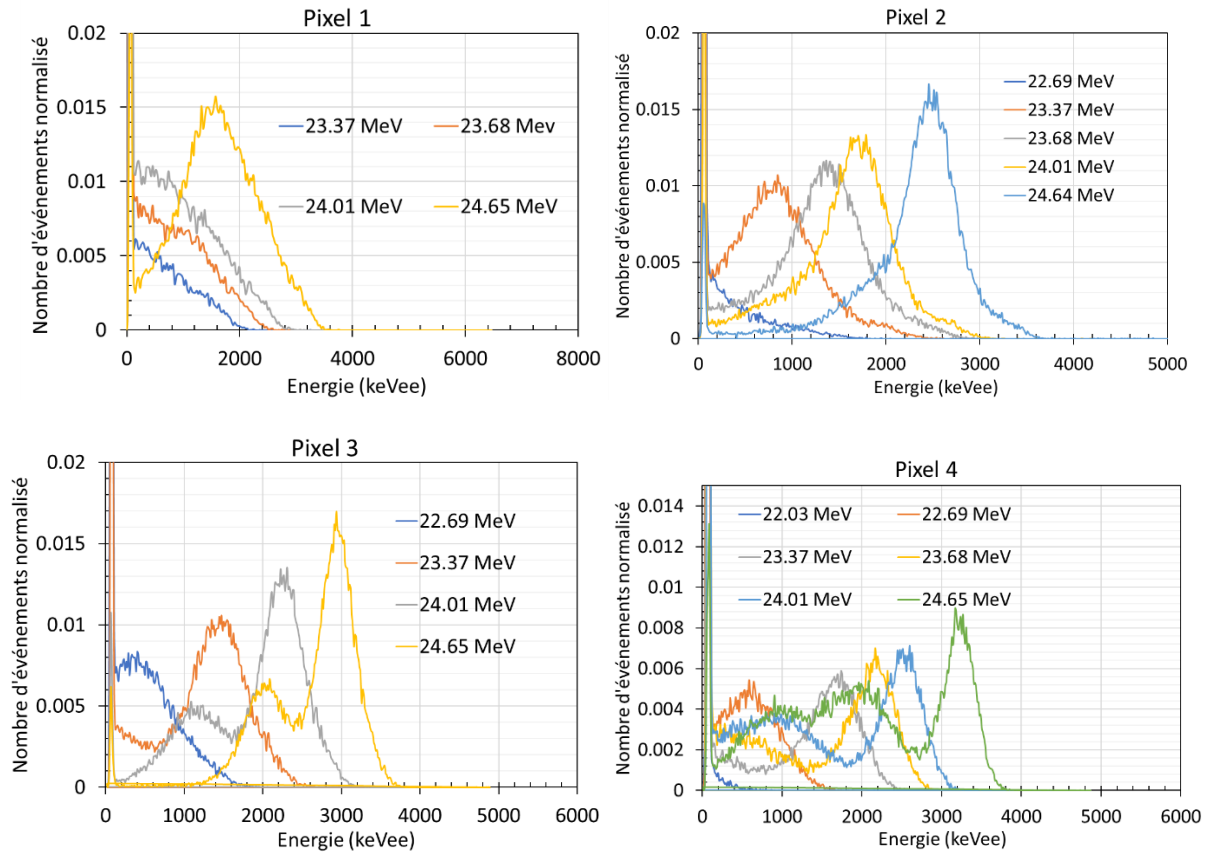 Pixel 1
0.02
0.015
0.01
0.005
0
0
2000
4000
6000
8000
Nombre d'événements normalisé
Energie (keVee)
23.37 MeV
23.68 Mev
24.01 MeV
24.65 MeV
Pixel 2
0.02
0.015
0.01
0.005
0
0
1000
2000
3000
4000
5000
Nombre d'événements normalisé
Energie (keVee)
22.69 MeV
23.37 MeV
23.68 MeV
24.01 MeV
24.64 MeV
Pixel 3
0.02
0.015
0.01
0.005
0
0
1000
2000
3000
4000
5000
6000
Nombre d'événements normalisé
Energie (keVee)
22.69 MeV
23.37 MeV
24.01 MeV
24.65 MeV
Pixel 4
0.014
0.012
0.01
0.008
0.006
0.004
0.002
0
0
1000
2000
3000
4000
5000
6000
Nombre d'événements normalisé
Energie (keVee)
22.03 MeV
22.69 MeV
23.37 MeV
23.68 MeV
24.01 MeV
24.65 MeV